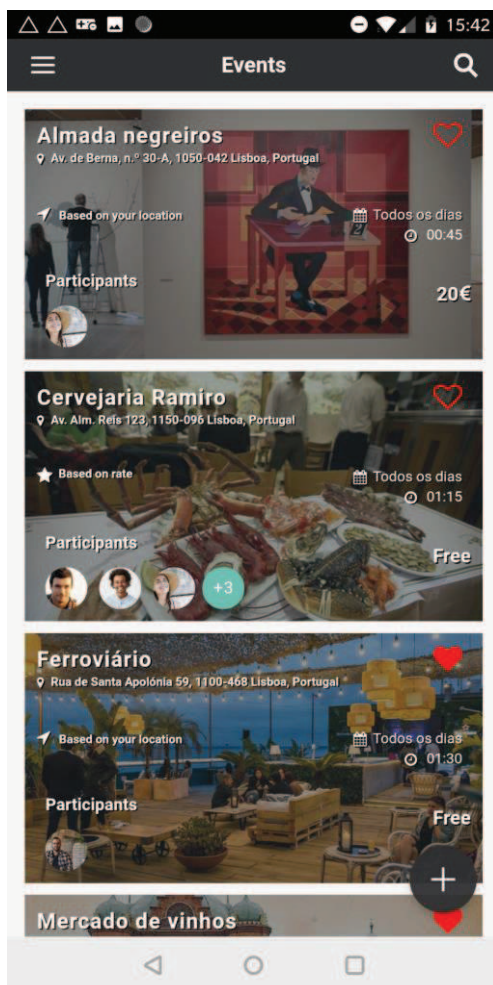 15:42
Events
Almada negreiros
Av. de Berna, n.º 30-A, 1050-042 Lisboa, Portugal
Based on your location
Todos os dias
00:45
Participants
20€
Cervejaria Ramiro
Av. Alm. Reis 123, 1150-096 Lisboa, Portugal
Based on rate
Todos os dias
01:15
Participants
Free
+3
Ferroviário
Rua de Santa Apolónia 59, 1100-468 Lisboa, Portugal
Based on your location
Todos os dias
01:30
Participants
Free
+
Mercado de vinhos